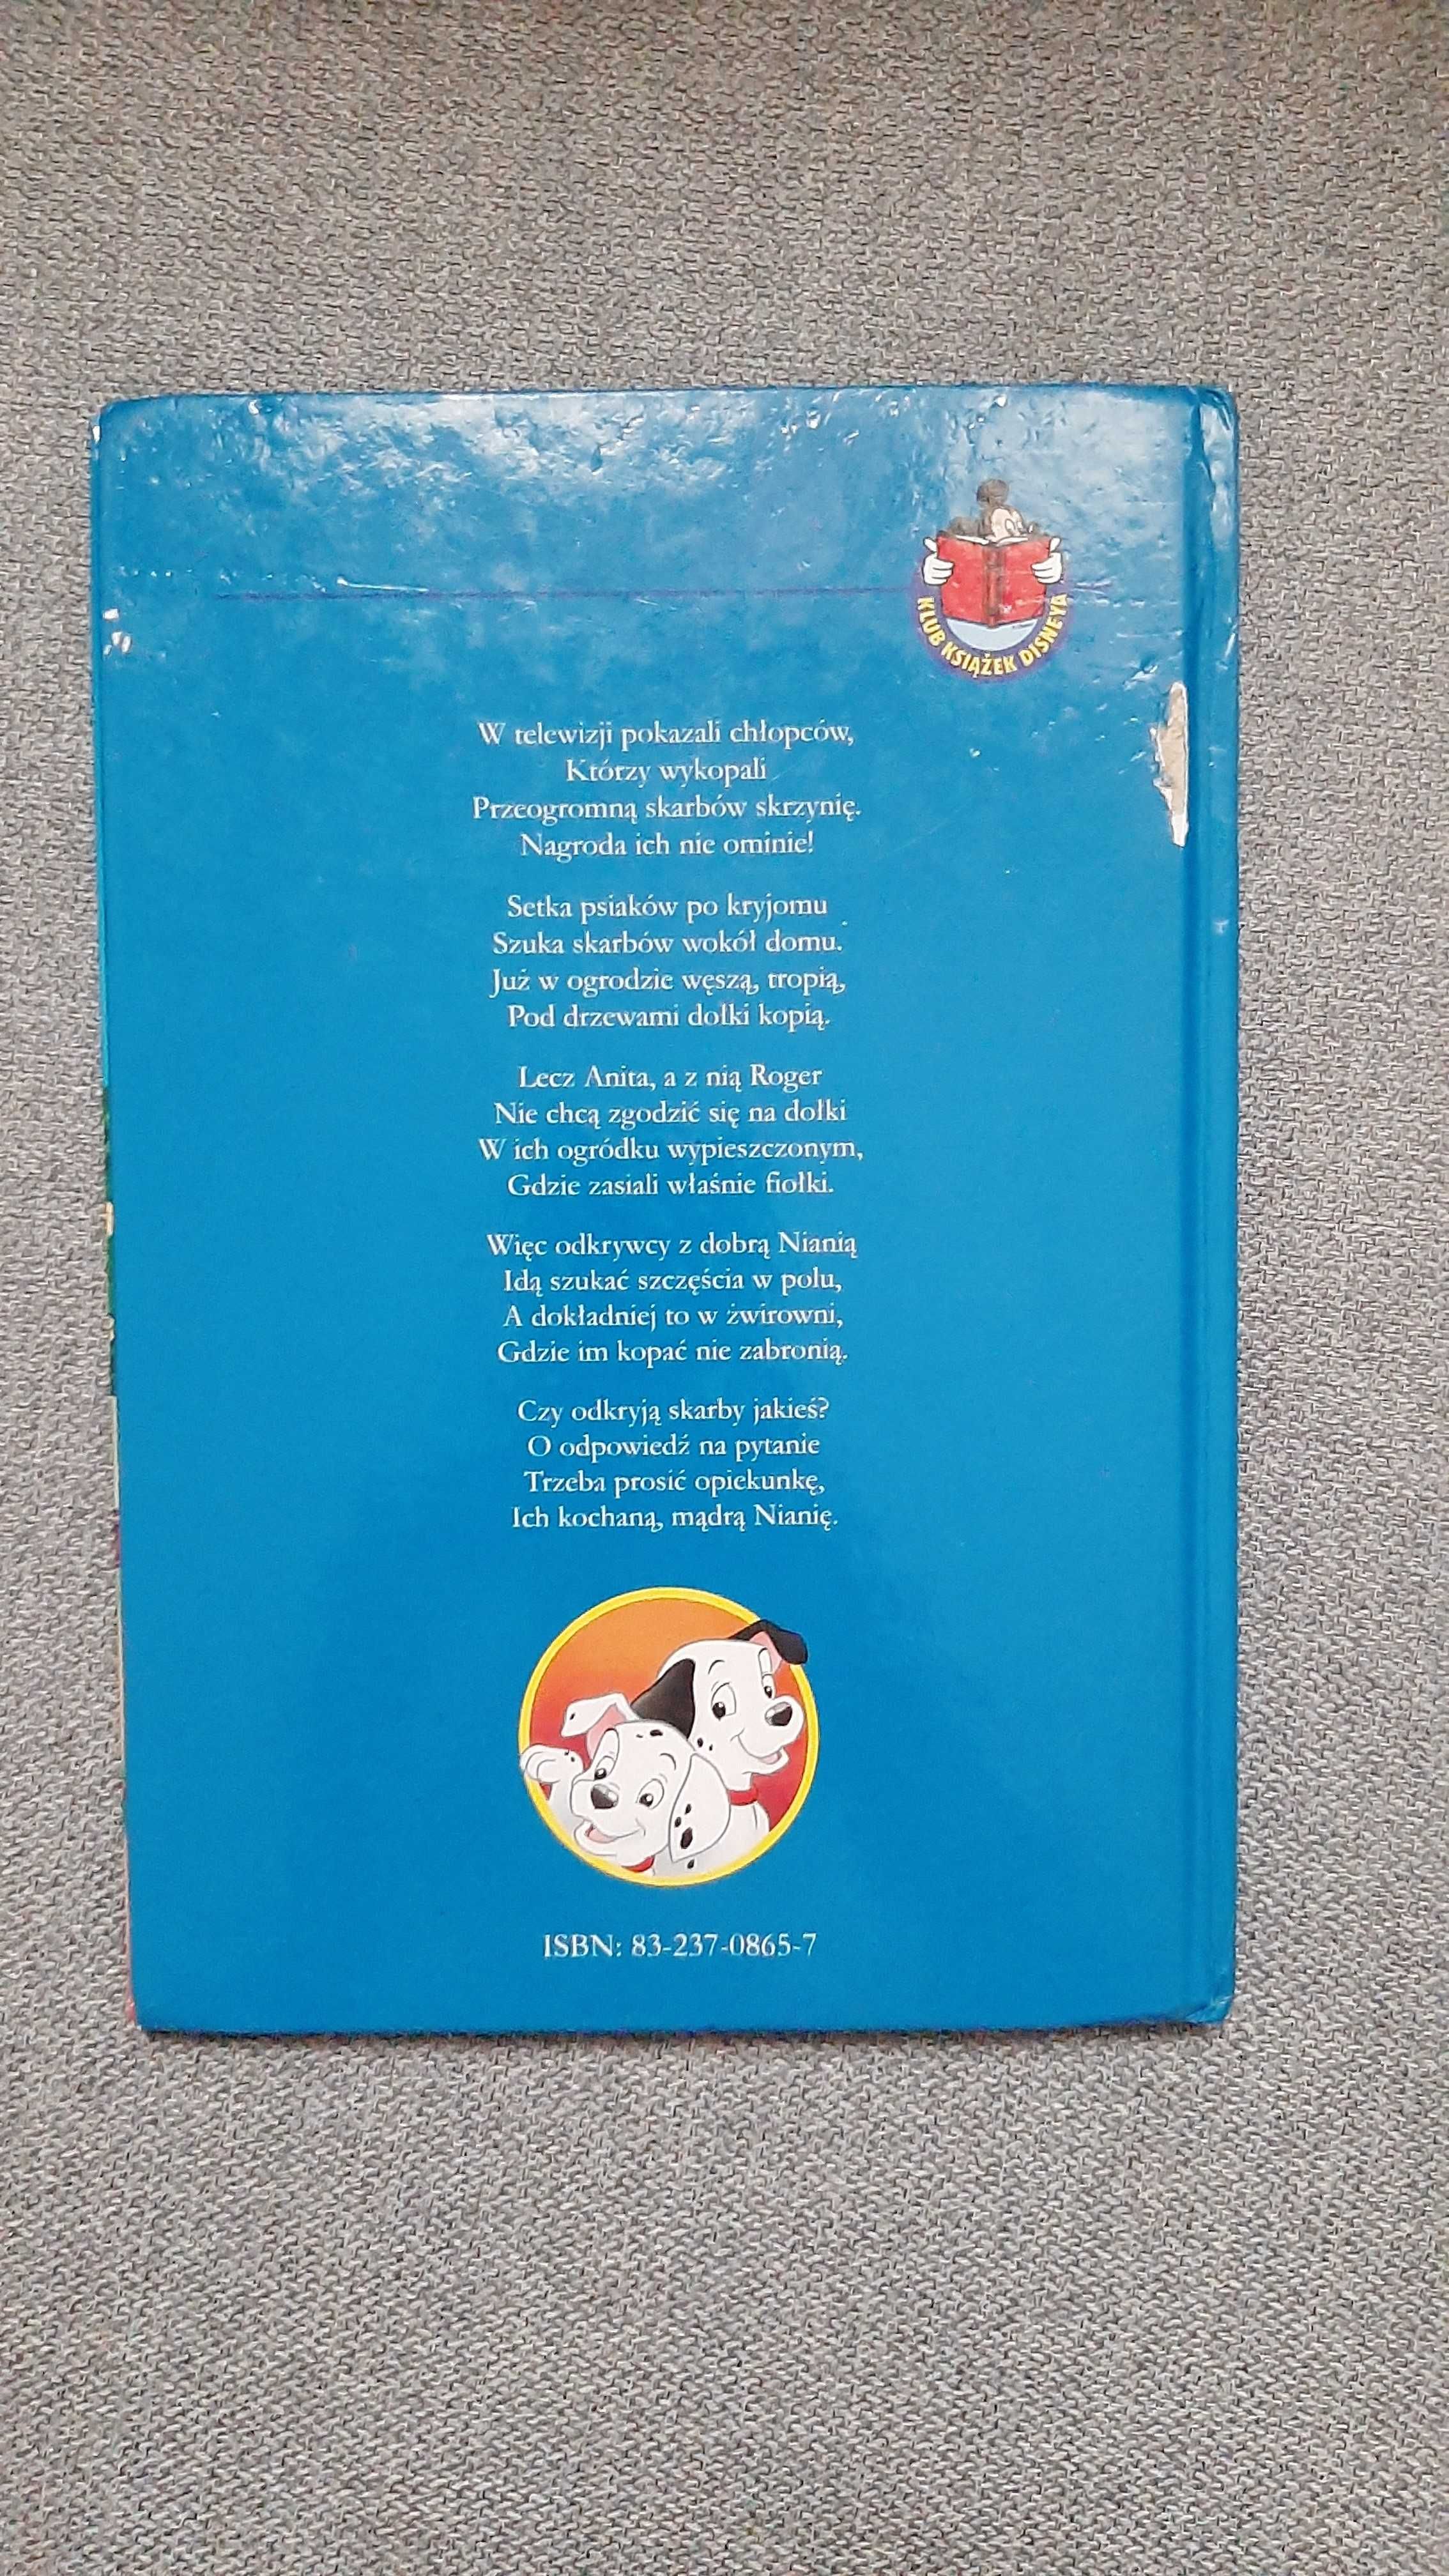 KLUB KSIĄŻEK DISNEYA
W telewizji pokazali chłopców,
Którzy wykopali
Przeogromną skarbów skrzynię.
Nagroda ich nie ominie!
Setka psiaków po kryjomu
Szuka skarbów wokół domu.
Już w ogrodzie węszą, tropią,
Pod drzewami dołki kopią.
Lecz Anita, a z nią Roger
Nie chcą zgodzić się na dołki
W ich ogródku wypieszczonym,
Gdzie zasiali właśnie fiołki.
Więc odkrywcy z dobrą Nianią
Idą szukać szczęścia w polu,
A dokładniej to w żwirowni,
Gdzie im kopać nie zabronią.
Czy odkryją skarby jakieś?
O odpowiedź na pytanie
Trzeba prosić opiekunkę,
Ich kochaną, mądrą Nianię.
ISBN: 83-237-0865-7